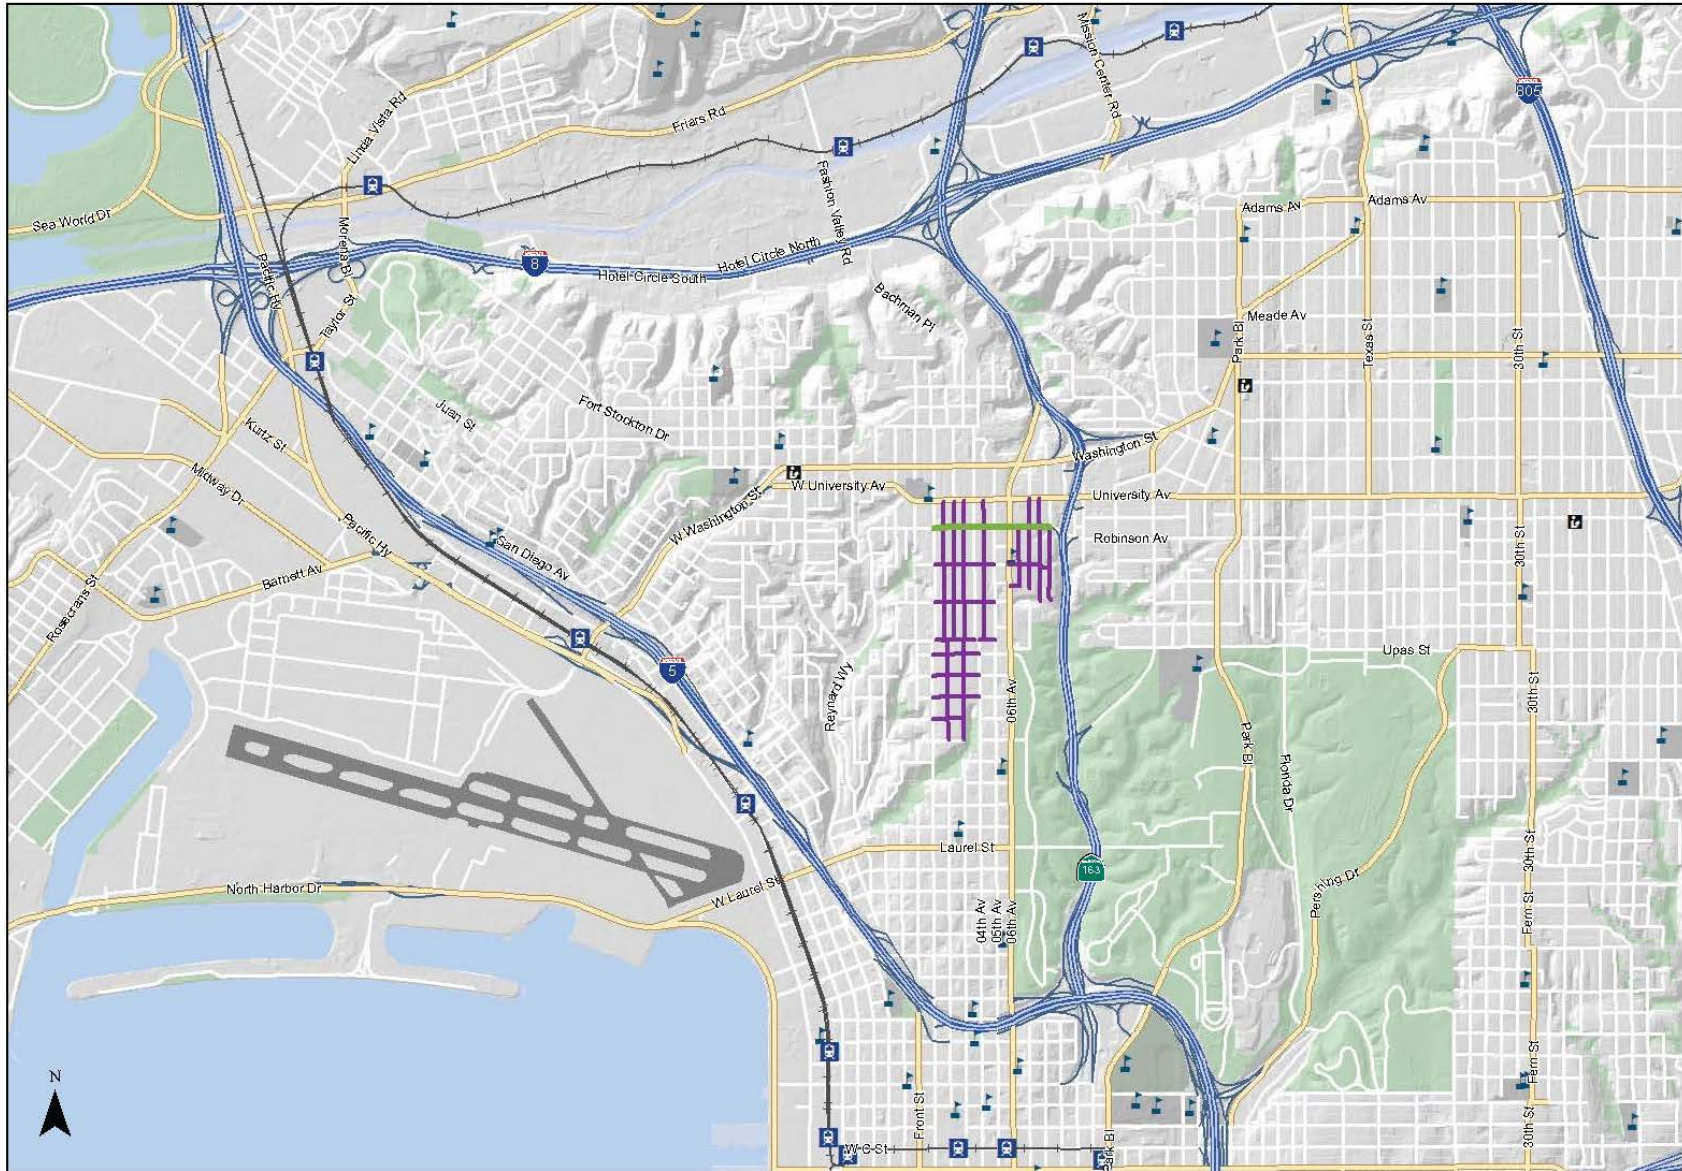 Mission Center Rd
805
Linda Vista Rd
Friars Rd
Fashion Valley Rd
Sea World Dr
Morena Bl
Adams Av
Adams Av
Pacific Hy
8
Hotel Circle North
Hotel Circle South
Bachman Pl
Taylor St
Meade Av
Park Bl
Texas St
30th St
Juan St
Fort Stockton Dr
Kurtz St
Washington St
Midway Dr
W University Av
W Washington St
University Av
Pacific Hy
San Diego Av
Robinson Av
30th St
Barnett Av
Rosecrans St
Upas St
5
Reynard Wy
06th Av
30th St
Park Bl
Florida Dr
Laurel St
163
30th St
North Harbor Dr
W Laurel St
Pershing Dr
04th Av
05th Av
06th Av
Fern St
N
Fern St
Front St
W C St
Park Bl
30th St